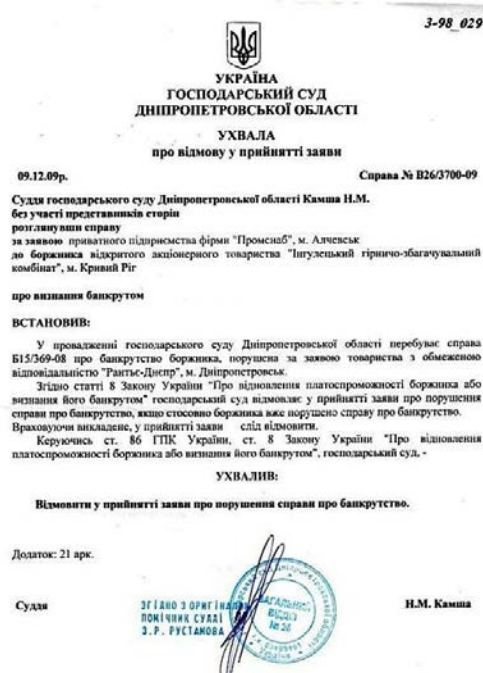 3-98_029
УКРАЇНА
ГОСПОДАРСЬКИЙ СУД
ДНІПРОПЕТРОВСЬКОЇ ОБЛАСТІ
УХВАЛА
про відмову у прийнятті заяви
09.12.09р. Справа № Б26/3700-09
Суддя господарського суду Дніпропетровської області Камша Н.М.
без участі представників сторін
розглянувши справу
за заявою приватного підприємства фірми "Промснаб", м. Алчевськ
до боржника відкритого акціонерного товариства "Інгулецький гірничо-збагачувальний
комбінат", м. Кривий Ріг
про визнання банкрутом
ВСТАНОВИВ:
У провадженні господарського суду Дніпропетровської області перебуває справа
Б15/369-08 про банкрутство боржника, порушена за заявою товариства з обмеженою
відповідальністю "Рантьє-Днєпр", м. Дніпропетровськ.
Згідно статті 8 Закону України "Про відновлення платоспроможності боржника або
визнання його банкрутом" господарський суд відмовляє у прийнятті заяви про порушення
справи про банкрутство, якщо стосовно боржника вже порушено справу про банкрутство.
Враховуючи викладене, у прийнятті заяви слід відмовити.
Керуючись ст. 86 ГПК України, ст. 8 Закону України "Про відновлення
платоспроможності боржника або визнання його банкрутом", господарський суд, -
УХВАЛИВ:
Відмовити у прийнятті заяви про порушення справи про банкрутство.
Додаток: 21 арк.
Суддя Н.М. Камша
ЗГІДНО З ОРИГІНАЛОМ
ПОМІЧНИК СУДДІ
З.Р. РУСТАМОВА
ЗАГАЛЬНИЙ
ВІДДІЛ